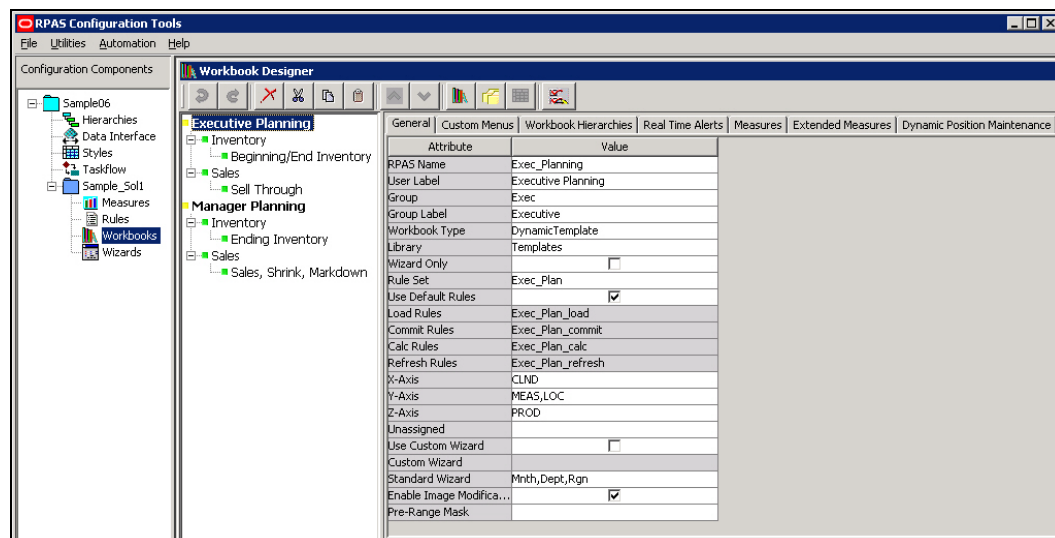 RPAS Configuration Tools
File Utilities Automation Help
Configuration Components
Sample06
Hierarchies
Data Interface
Styles
Taskflow
Sample_Sol1
Measures
Rules
Workbooks
Wizards
Workbook Designer
Executive Planning
Inventory
Beginning/End Inventory
Sales
Sell Through
Manager Planning
Inventory
Ending Inventory
Sales
Sales, Shrink, Markdown
General Custom Menus Workbook Hierarchies Real Time Alerts Measures Extended Measures Dynamic Position Maintenance
Attribute Value
RPAS Name Exec_Planning
User Label Executive Planning
Group Exec
Group Label Executive
Workbook Type DynamicTemplate
Library Templates
Wizard Only
Rule Set Exec_Plan
Use Default Rules
Load Rules Exec_Plan_load
Commit Rules Exec_Plan_commit
Calc Rules Exec_Plan_calc
Refresh Rules Exec_Plan_refresh
X-Axis CLND
Y-Axis MEAS,LOC
Z-Axis PROD
Unassigned
Use Custom Wizard
Custom Wizard
Standard Wizard Mnth,Dept,Rgn
Enable Image Modifica...
Pre-Range Mask